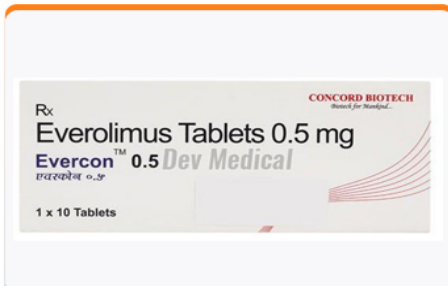 CONCORD BIOTECH
Biotech for Mankind...
Rx
Everolimus Tablets 0.5 mg
Evercon™ 0.5 Dev Medical
एवरकोन ०.५
1 x 10 Tablets